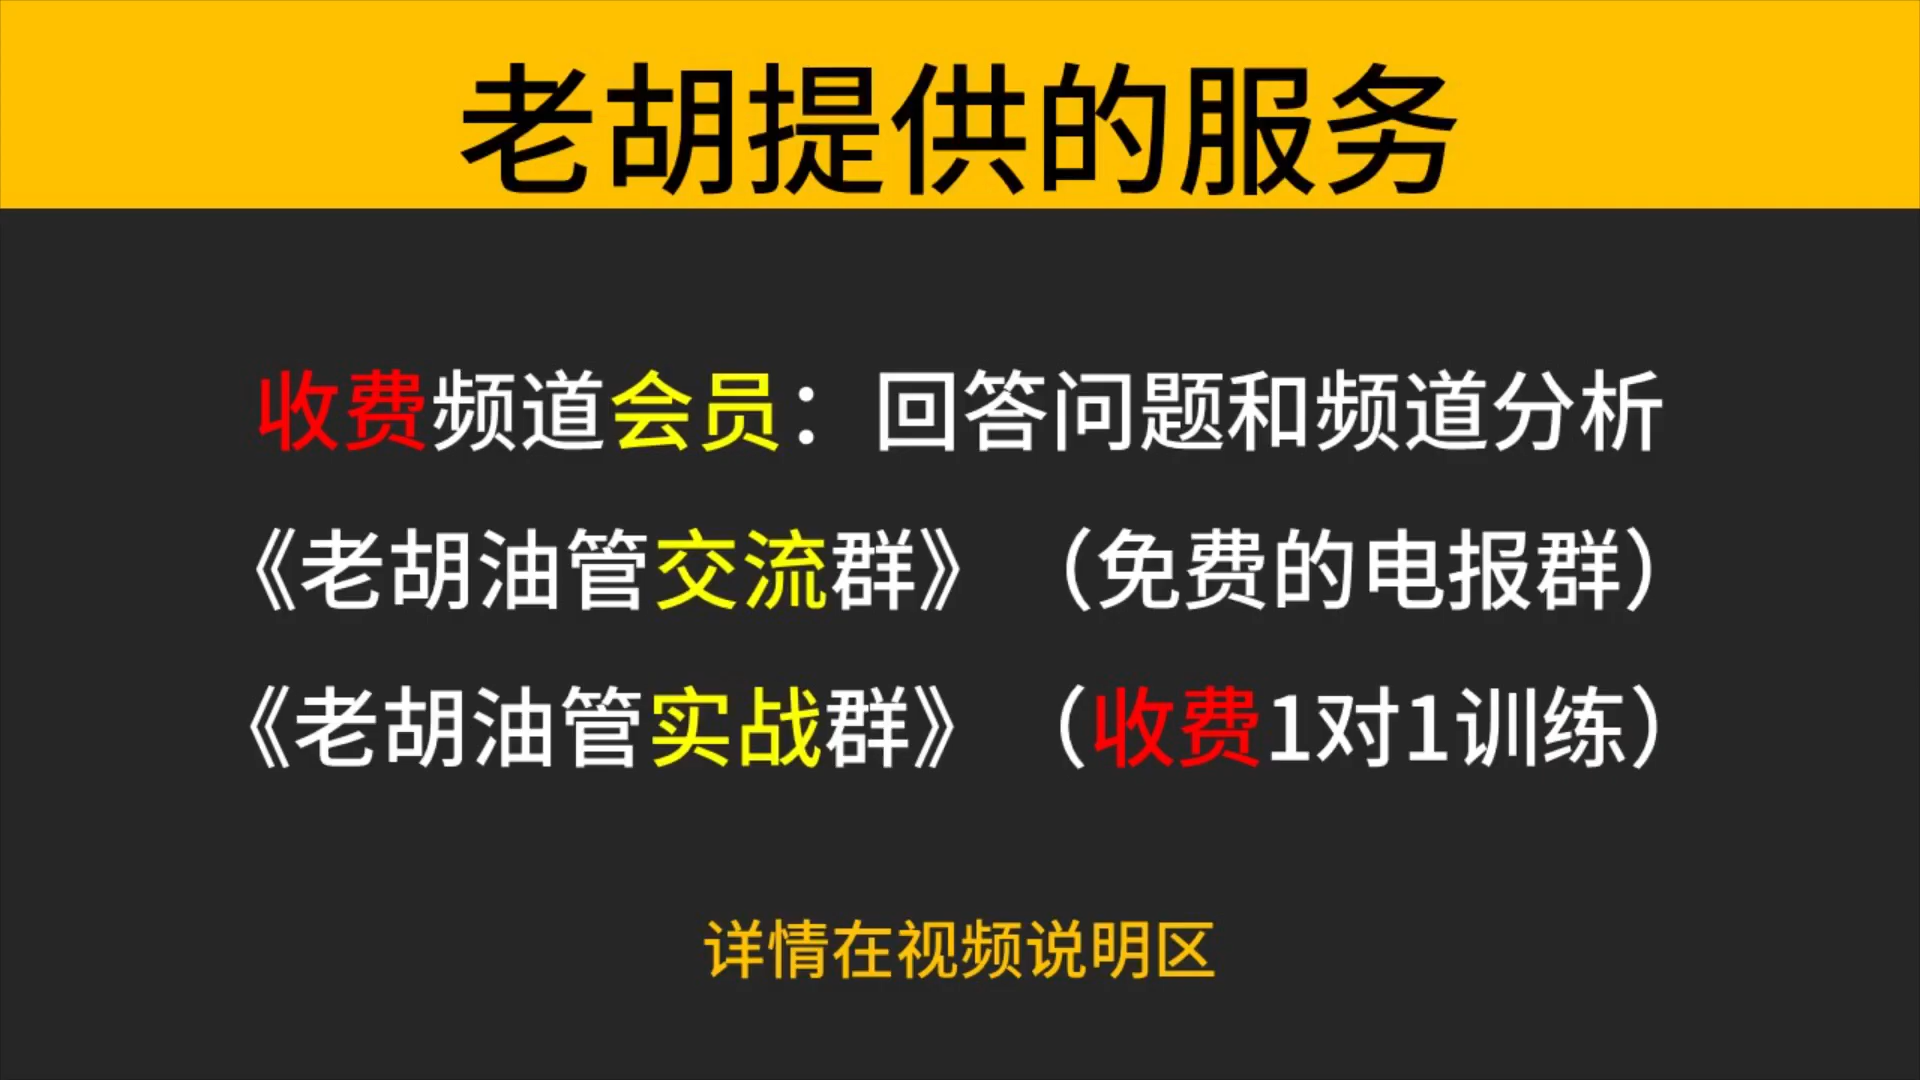 老胡提供的服务
收费频道会员：回答问题和频道分析
《老胡油管交流群》（免费的电报群）
《老胡油管实战群》（收费1对1训练）
详情在视频说明区